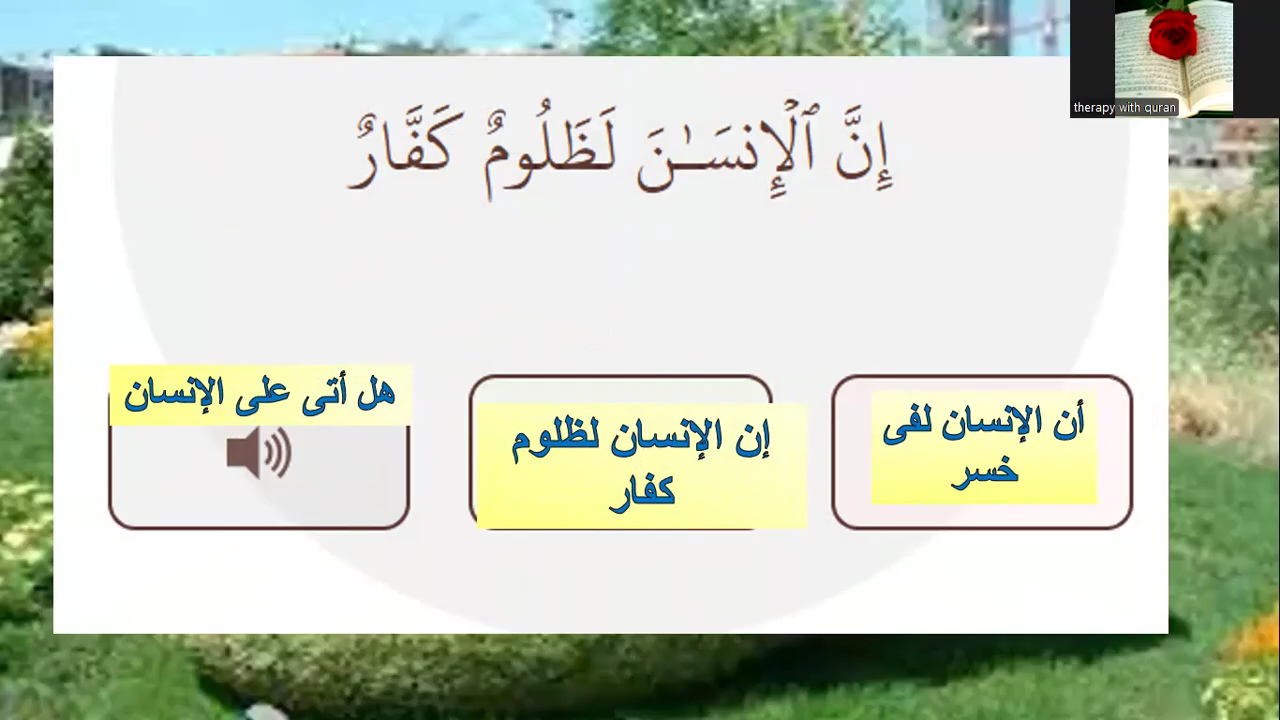 therapy with quran
إِنَّ ٱلْإِنسَـٰنَ لَظَلُومٌ كَفَّارٌ
أن الإنسان لفى
خسر
إن الإنسان لظلوم
كفار
هل أتى على الإنسان